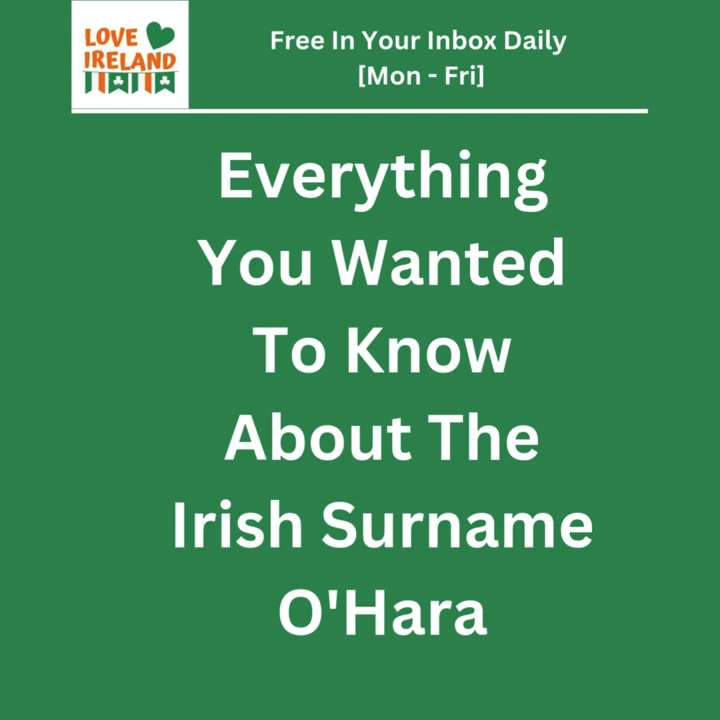 LOVE
IRELAND
Free In Your Inbox Daily
[Mon - Fri]
Everything
You Wanted
To Know
About The
Irish Surname
O'Hara